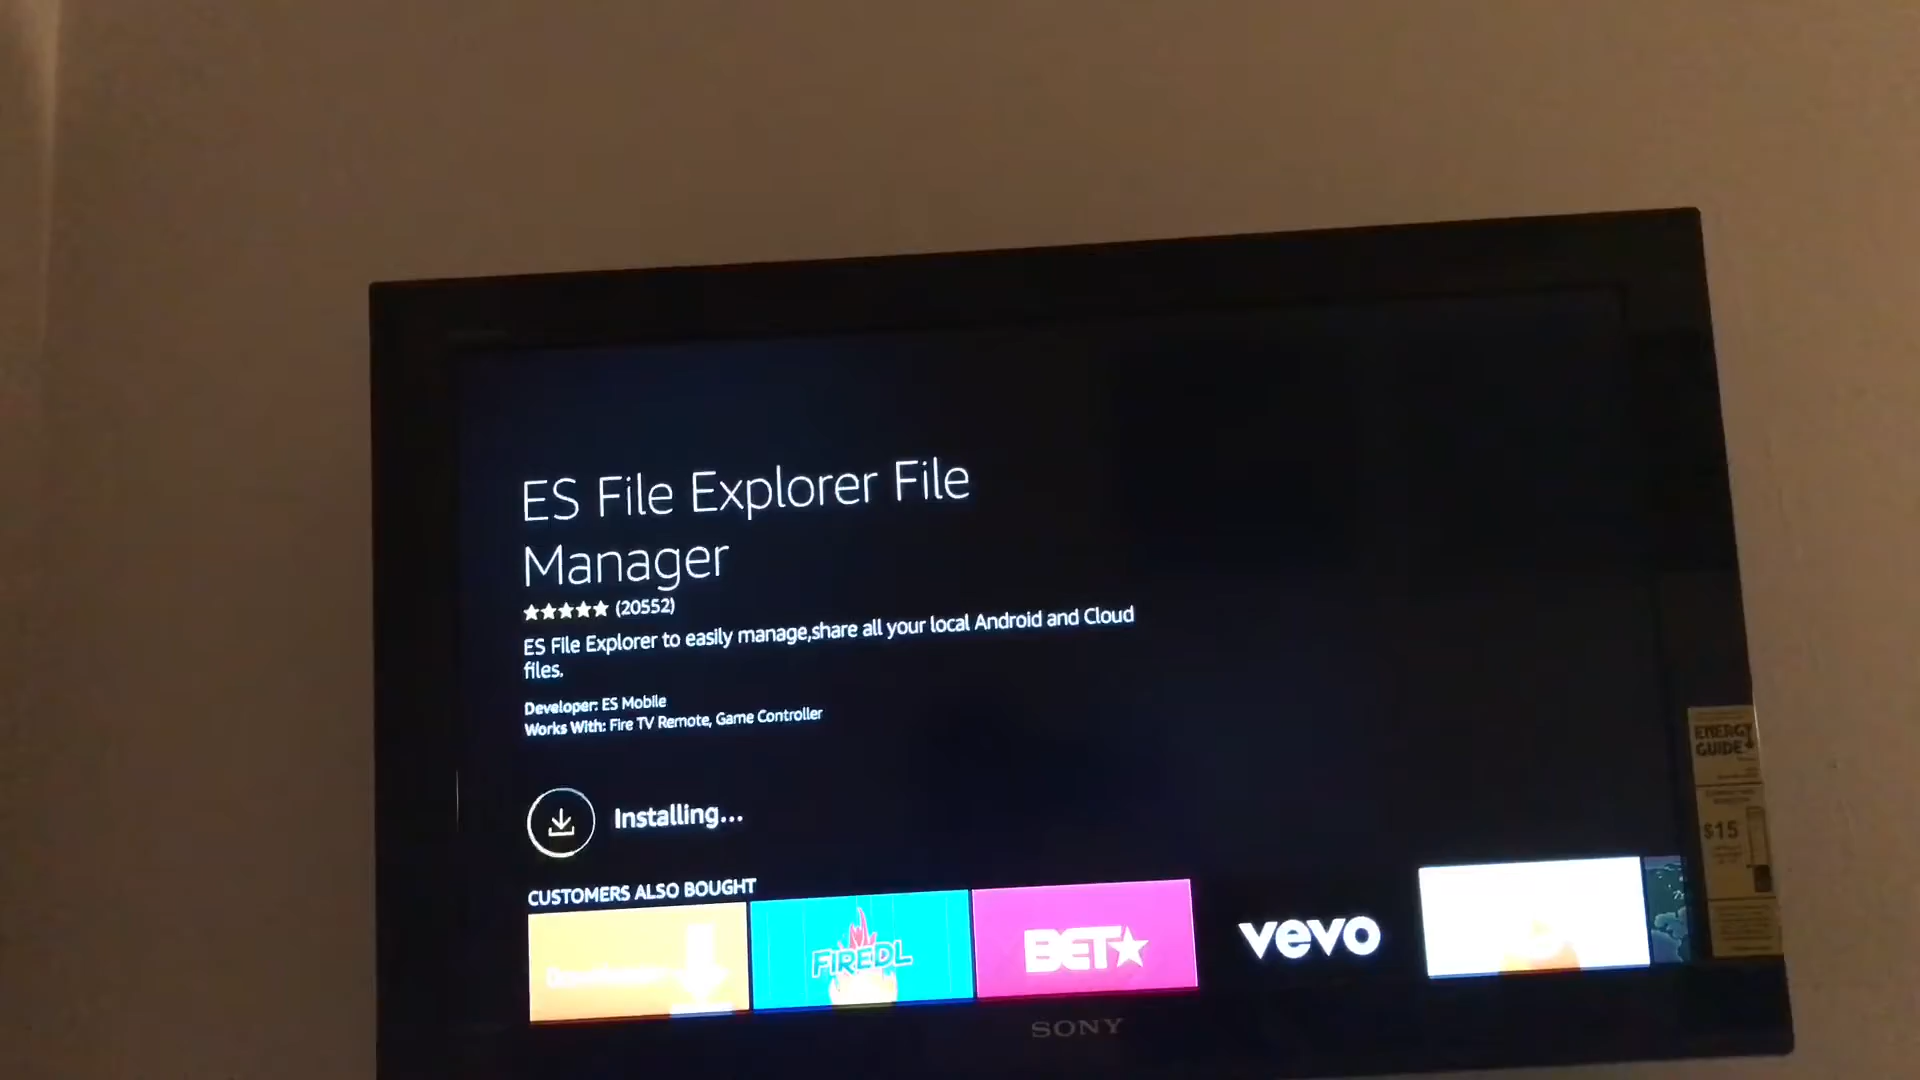 ES File Explorer File
Manager
(20552)
ES File Explorer to easily manage,share all your local Android and Cloud
files.
Developer: ES Mobile
Works With: Fire TV Remote, Game Controller
Installing...
CUSTOMERS ALSO BOUGHT
Downloader
FIREDL
BET
vevo
SONY
ENERGY
GUIDE
$15